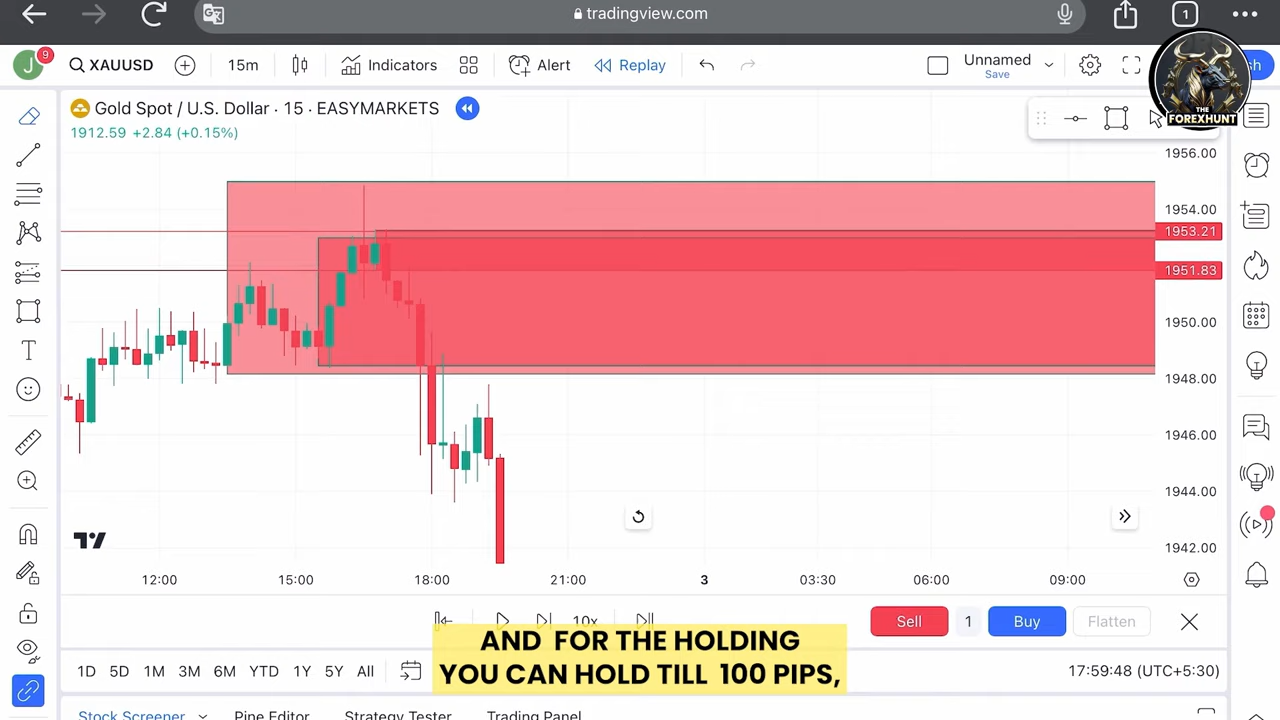 tradingview.com
1
J
9
XAUUSD
15m
Indicators
Alert
Replay
Unnamed
Save
THE
FOREXHUNT
Gold Spot / U.S. Dollar · 15 · EASYMARKETS
1912.59 +2.84 (+0.15%)
1956.00
1954.00
1953.21
1951.83
1950.00
1948.00
1946.00
1944.00
1942.00
12:00
15:00
18:00
21:00
3
03:30
06:00
09:00
10x
Sell
1
Buy
Flatten
AND FOR THE HOLDING
YOU CAN HOLD TILL 100 PIPS,
1D 5D 1M 3M 6M YTD 1Y 5Y All
17:59:48 (UTC+5:30)
Stock Screener
Pine Editor
Strategy Tester
Trading Panel